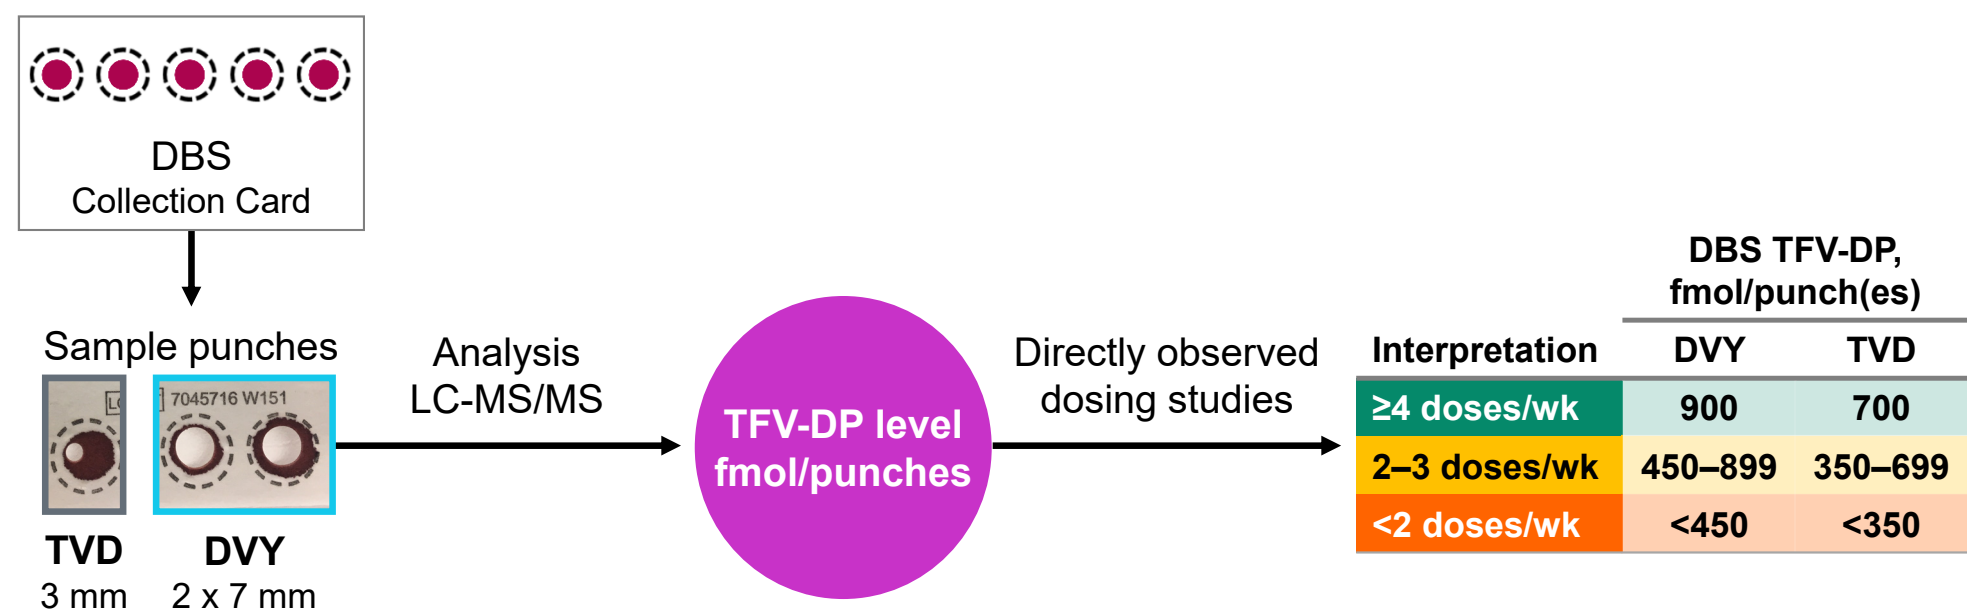 DBS
Collection Card
Sample punches
7045716 W151
TVD
3 mm
DVY
2 x 7 mm
Analysis
LC-MS/MS
TFV-DP level
fmol/punches
Directly observed
dosing studies
DBS TFV-DP,
fmol/punch(es)
Interpretation DVY TVD
≥4 doses/wk 900 700
2–3 doses/wk 450–899 350–699
<2 doses/wk <450 <350